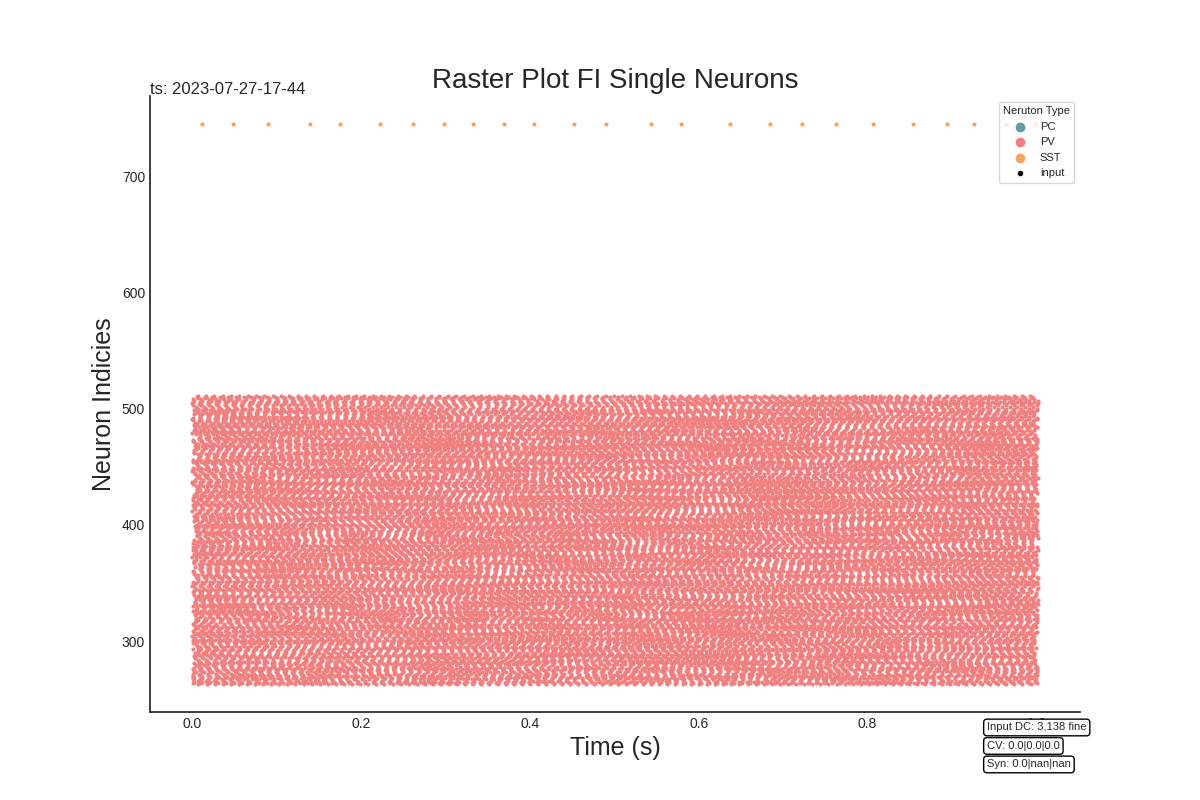 Raster Plot FI Single Neurons
ts: 2023-07-27-17-44
Neruton Type
PC
PV
SST
input
700
600
500
400
300
Neuron Indicies
0.0
0.2
0.4
0.6
0.8
Time (s)
Input DC: 3,138 fine
CV: 0.0|0.0|0.0
Syn: 0.0|nan|nan